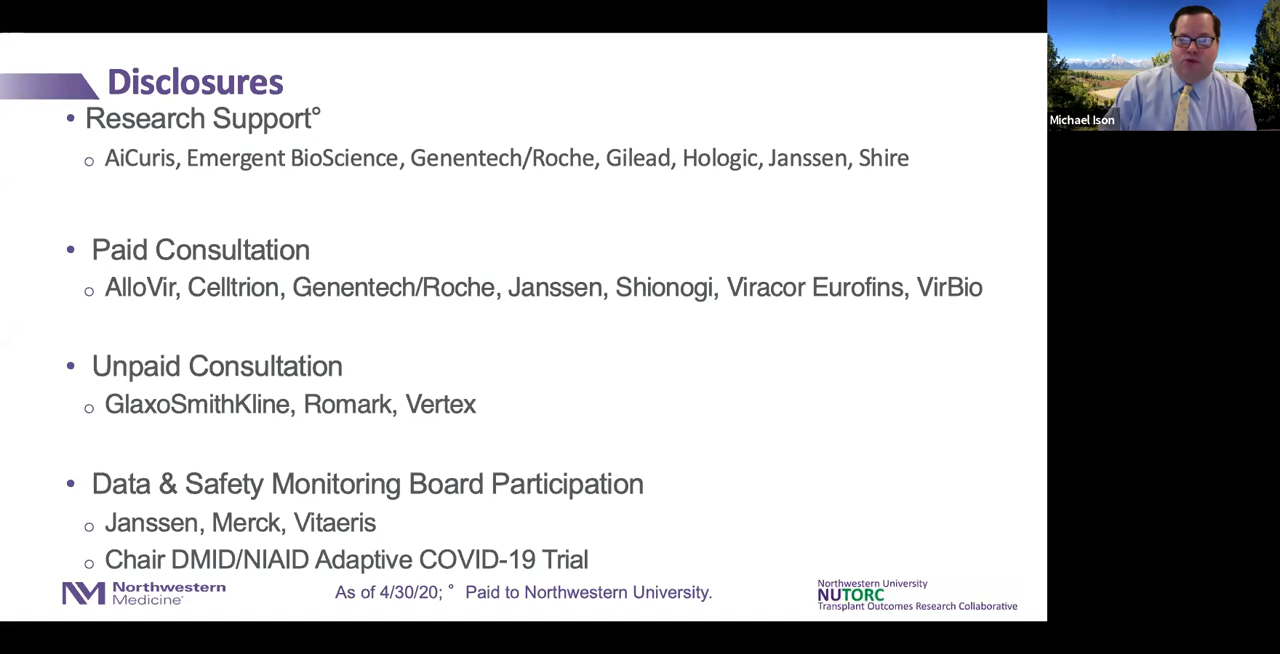 Disclosures
• Research Support°
o AiCuris, Emergent BioScience, Genentech/Roche, Gilead, Hologic, Janssen, Shire
• Paid Consultation
o AlloVir, Celltrion, Genentech/Roche, Janssen, Shionogi, Viracor Eurofins, VirBio
• Unpaid Consultation
o GlaxoSmithKline, Romark, Vertex
• Data & Safety Monitoring Board Participation
o Janssen, Merck, Vitaeris
o Chair DMID/NIAID Adaptive COVID-19 Trial
NM Northwestern
Medicine
As of 4/30/20; ° Paid to Northwestern University.
Northwestern University
NUTORC
Transplant Outcomes Research Collaborative
Michael Ison